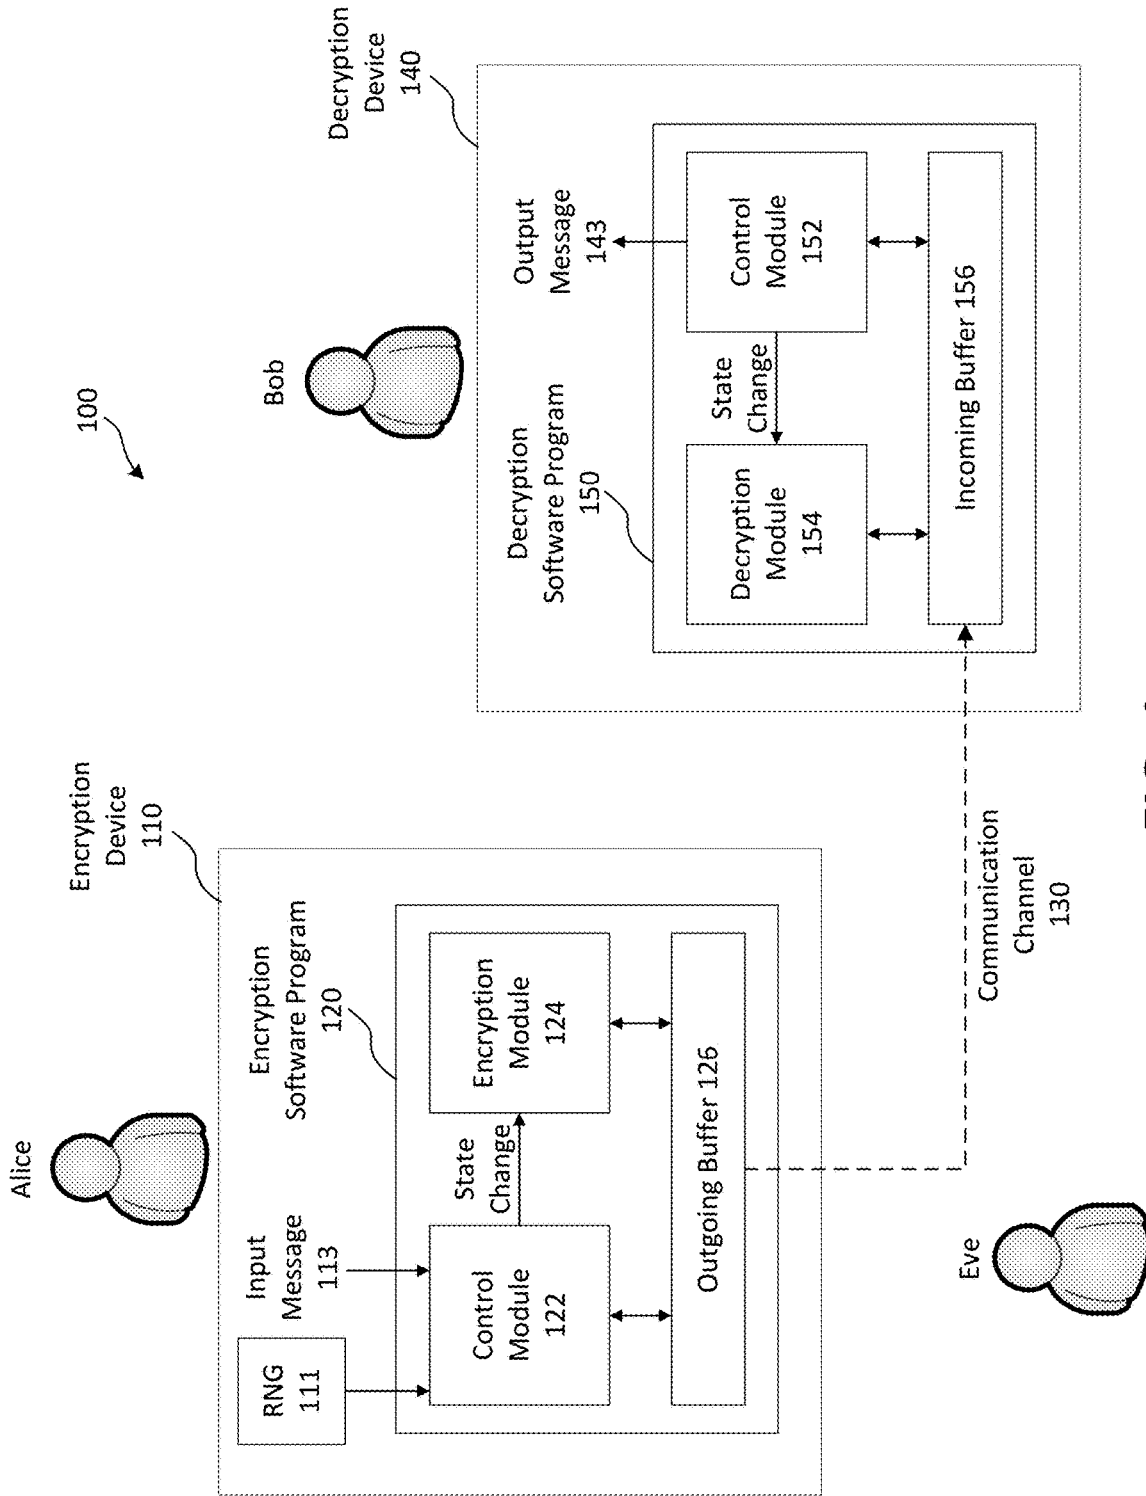 100
Alice
Encryption
Device
110
RNG
111
Input
Message
113
Encryption
Software Program
120
Control
Module
122
State
Change
Encryption
Module
124
Outgoing Buffer 126
Eve
Communication
Channel
130
Bob
Decryption
Device
140
Decryption
Software Program
150
Output
Message
143
Decryption
Module
154
State
Change
Control
Module
152
Incoming Buffer 156